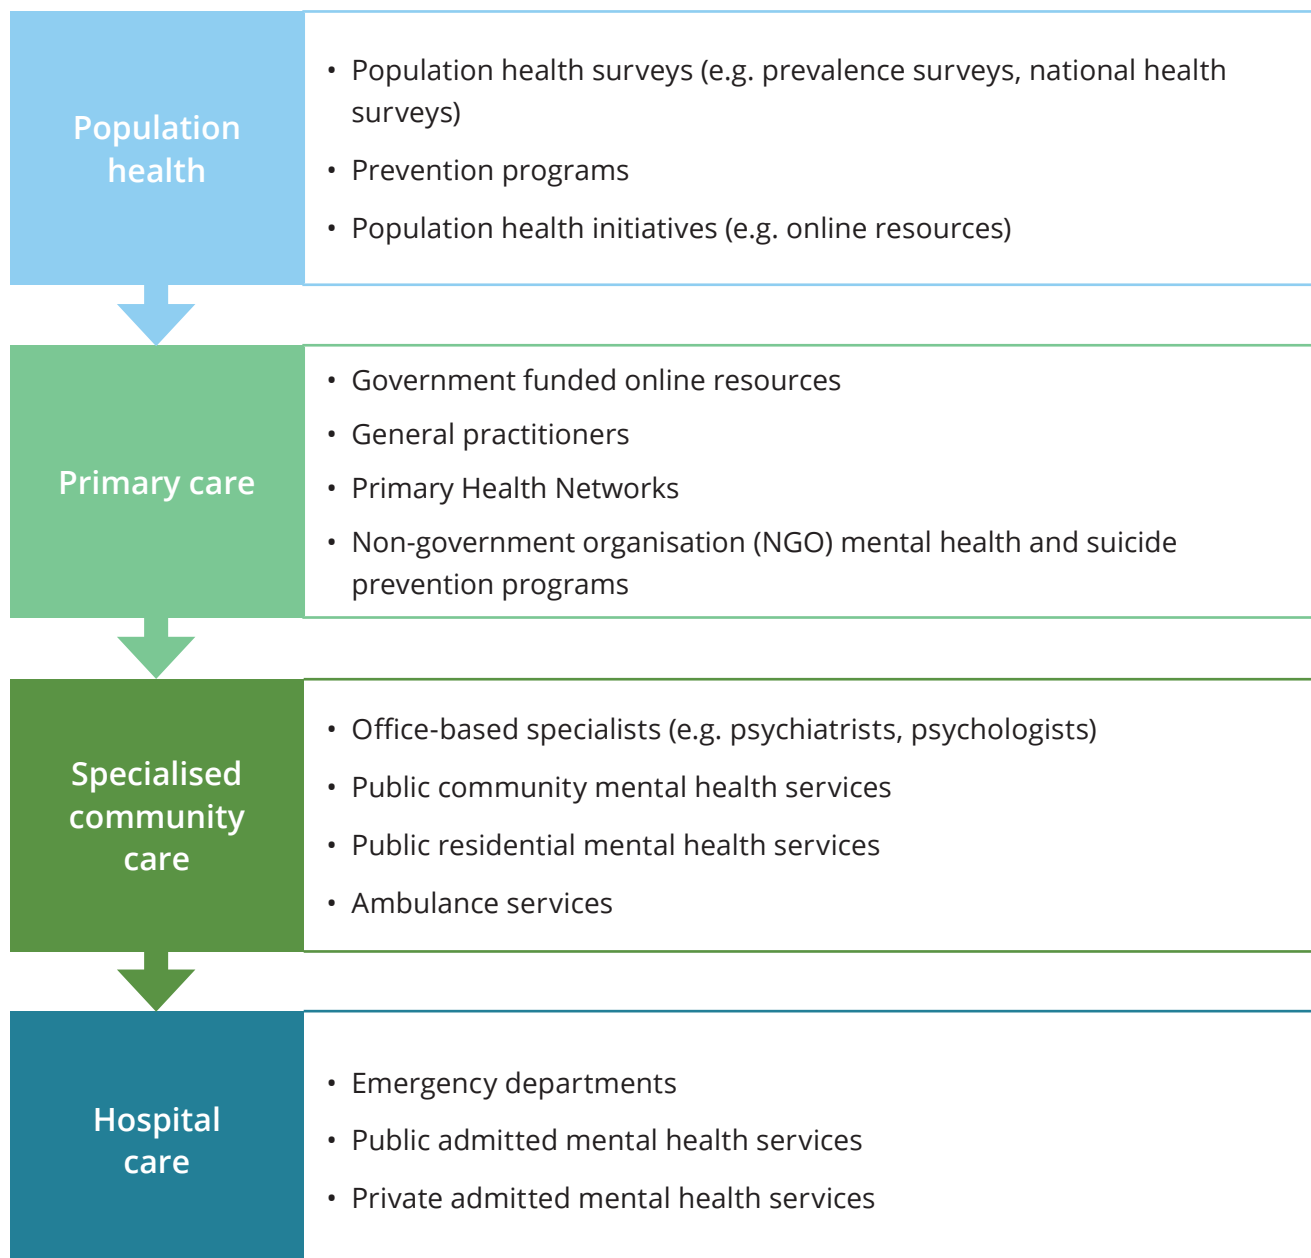 Population
health
• Population health surveys (e.g. prevalence surveys, national health
surveys)
• Prevention programs
• Population health initiatives (e.g. online resources)
Primary care
• Government funded online resources
• General practitioners
• Primary Health Networks
• Non-government organisation (NGO) mental health and suicide
prevention programs
Specialised
community
care
• Office-based specialists (e.g. psychiatrists, psychologists)
• Public community mental health services
• Public residential mental health services
• Ambulance services
Hospital
care
• Emergency departments
• Public admitted mental health services
• Private admitted mental health services